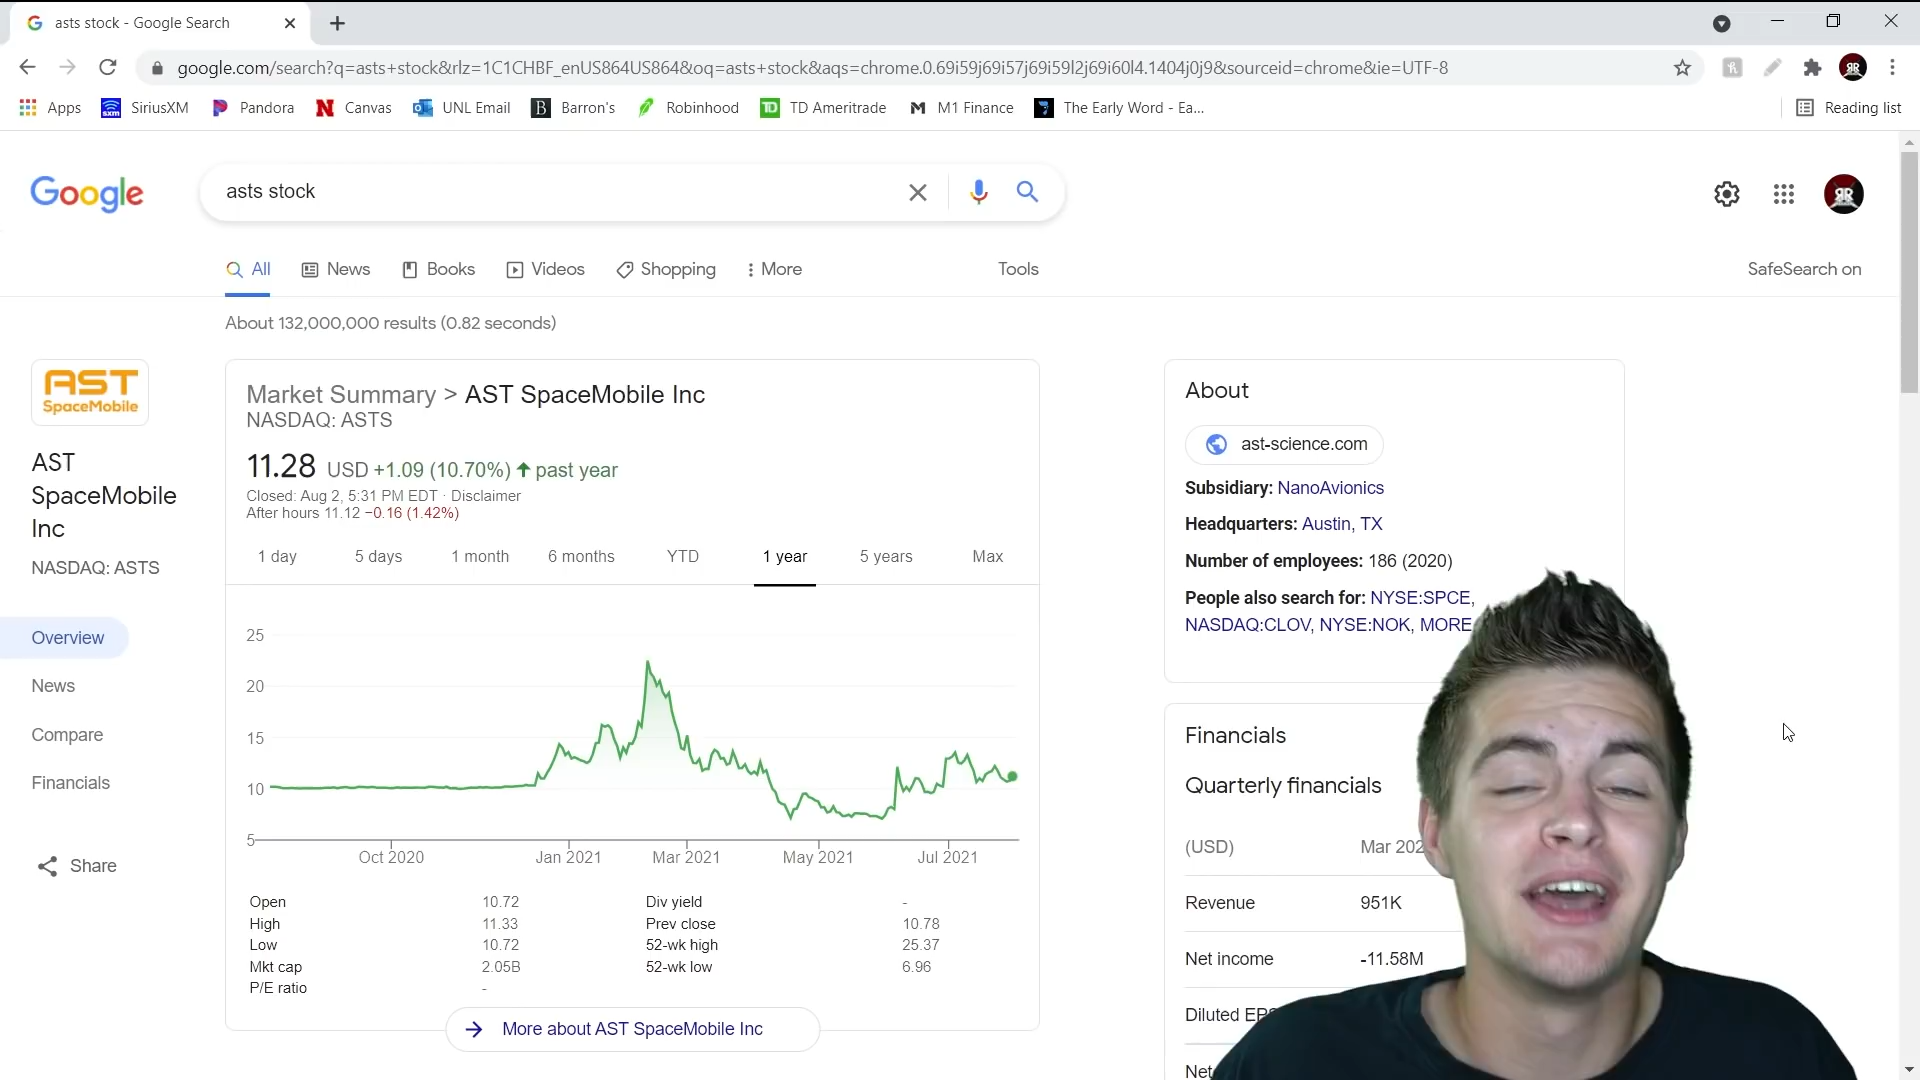 asts stock - Google Search
google.com/search?q=asts+stock&rlz=1C1CHBF_enUS864US864&oq=asts+stock&aqs=chrome.0.69i59j69i57j69i59l2j69i60l4.1404j0j9&sourceid=chrome&ie=UTF-8
Apps SiriusXM Pandora Canvas UNL Email Barron's Robinhood TD Ameritrade M1 Finance The Early Word - Ea... Reading list
Google
asts stock
All News Books Videos Shopping More Tools SafeSearch on
About 132,000,000 results (0.82 seconds)
AST
SpaceMobile
AST
SpaceMobile
Inc
NASDAQ: ASTS
Overview
News
Compare
Financials
Share
Market Summary > AST SpaceMobile Inc
NASDAQ: ASTS
11.28 USD +1.09 (10.70%) past year
Closed: Aug 2, 5:31 PM EDT · Disclaimer
After hours 11.12 −0.16 (1.42%)
1 day 5 days 1 month 6 months YTD 1 year 5 years Max
25
20
15
10
5
Oct 2020 Jan 2021 Mar 2021 May 2021 Jul 2021
Open 10.72 Div yield -
High 11.33 Prev close 10.78
Low 10.72 52-wk high 25.37
Mkt cap 2.05B 52-wk low 6.96
P/E ratio -
More about AST SpaceMobile Inc
About
ast-science.com
Subsidiary: NanoAvionics
Headquarters: Austin, TX
Number of employees: 186 (2020)
People also search for: NYSE:SPCE,
NASDAQ:CLOV, NYSE:NOK, MORE
Financials
Quarterly financials
(USD) Mar 202
Revenue 951K
Net income -11.58M
Diluted EPS
Net